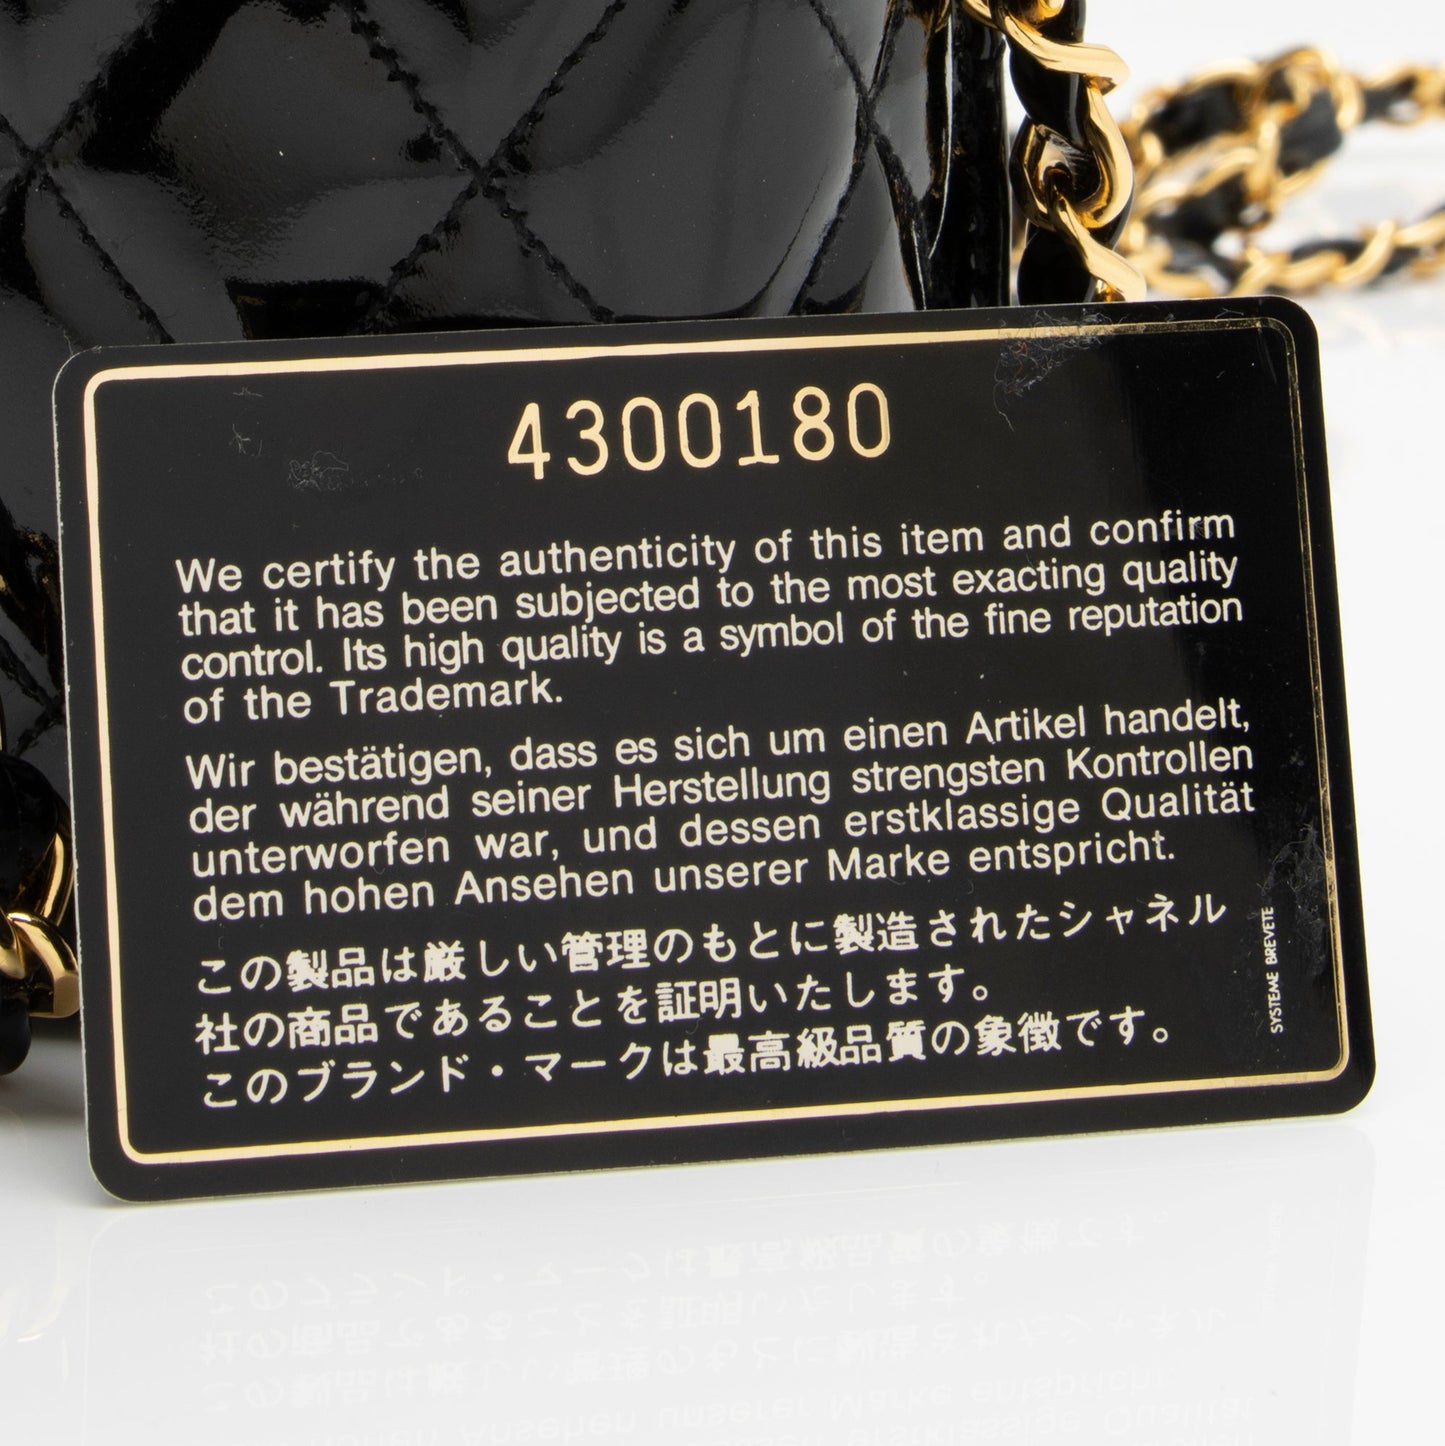 4300180
We certify the authenticity of this item and confirm
that it has been subjected to the most exacting quality
control. Its high quality is a symbol of the fine reputation
of the Trademark.
Wir bestätigen, dass es sich um einen Artikel handelt,
der während seiner Herstellung strengsten Kontrollen
unterworfen war, und dessen erstklassige Qualität
dem hohen Ansehen unserer Marke entspricht.
この製品は厳しい管理のもとに製造されたシャネル
社の商品であることを証明いたします。
このブランド・マークは最高級品質の象徴です。
SYSTEME BREVETE